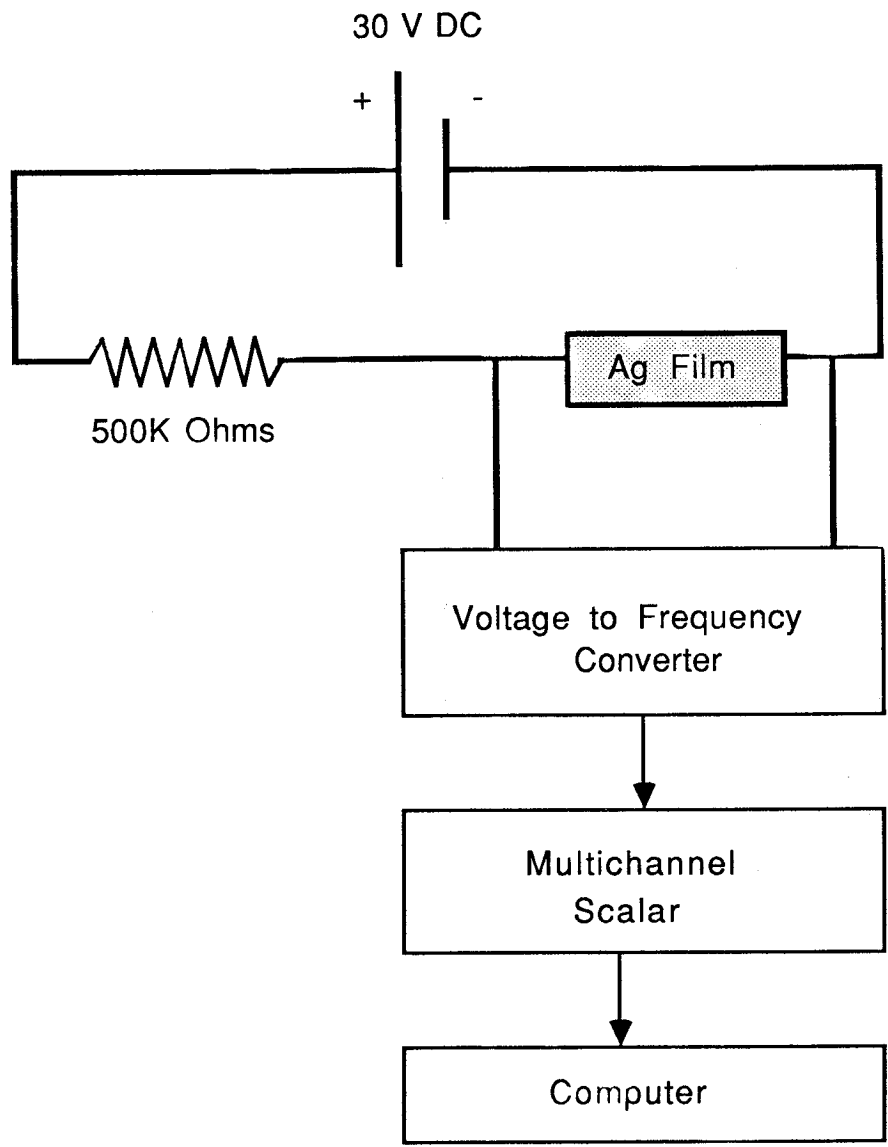 30 V DC
+ -
Ag Film
500K Ohms
Voltage to Frequency
Converter
Multichannel
Scalar
Computer